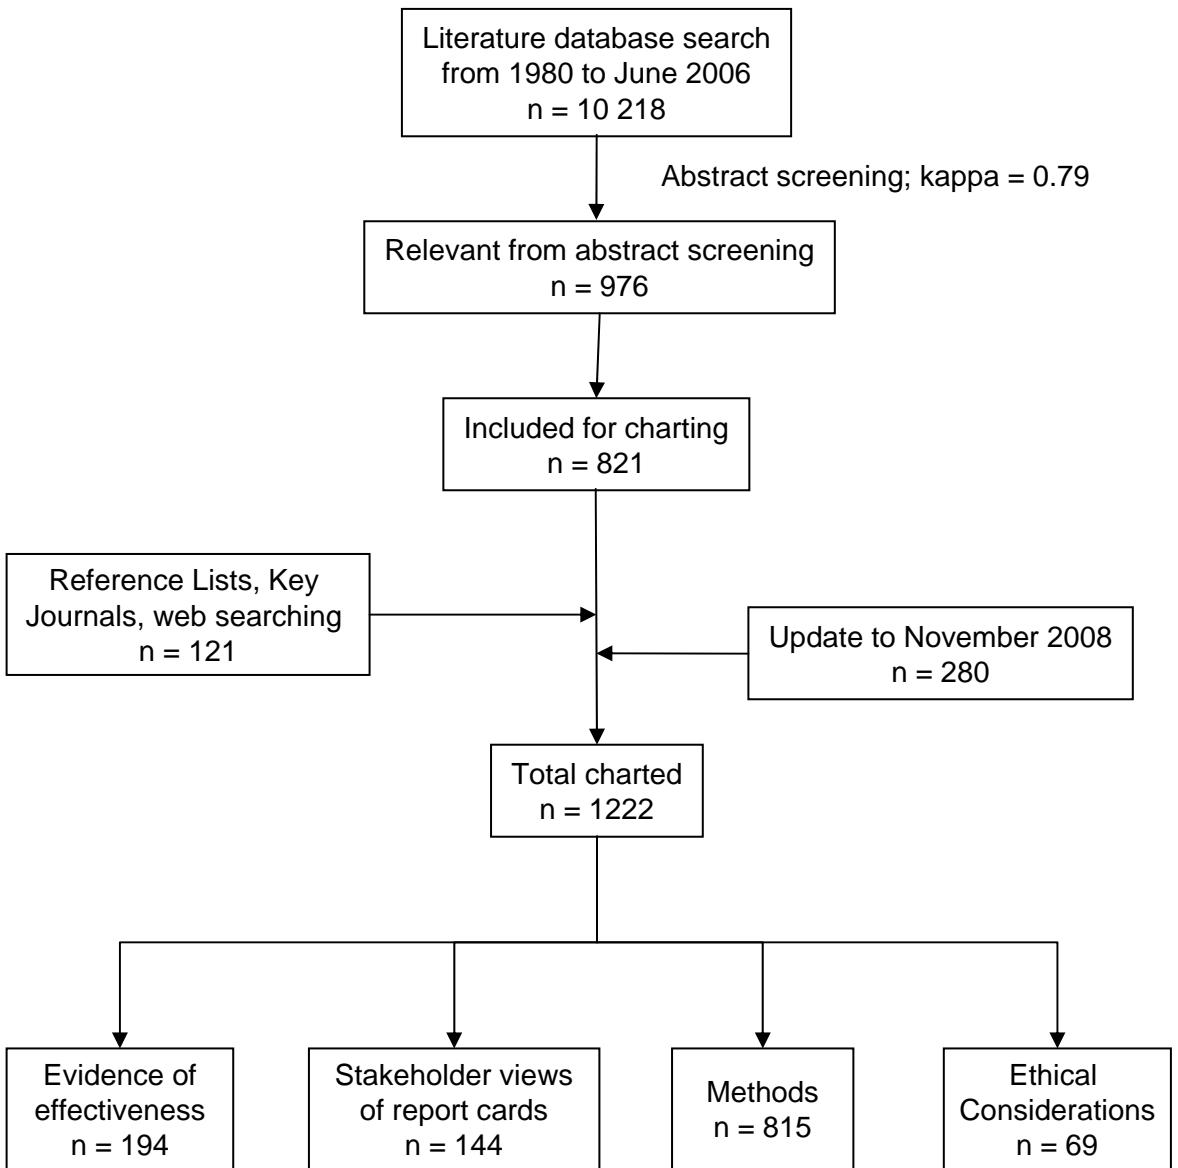 Literature database search
from 1980 to June 2006
n = 10 218
Abstract screening; kappa = 0.79
Relevant from abstract screening
n = 976
Included for charting
n = 821
Reference Lists, Key
Journals, web searching
n = 121
Update to November 2008
n = 280
Total charted
n = 1222
Evidence of
effectiveness
n = 194
Stakeholder views
of report cards
n = 144
Methods
n = 815
Ethical
Considerations
n = 69